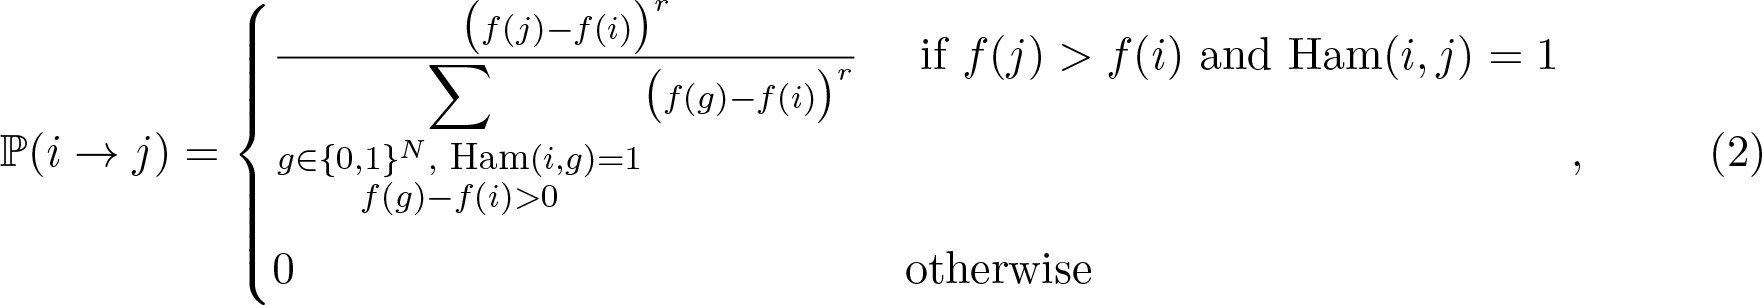 ℙ(i → j) = { (f(j)−f(i))^r / ∑_{g∈{0,1}^N, Ham(i,g)=1, f(g)−f(i)>0} (f(g)−f(i))^r if f(j) > f(i) and Ham(i, j) = 1
0 otherwise , (2)